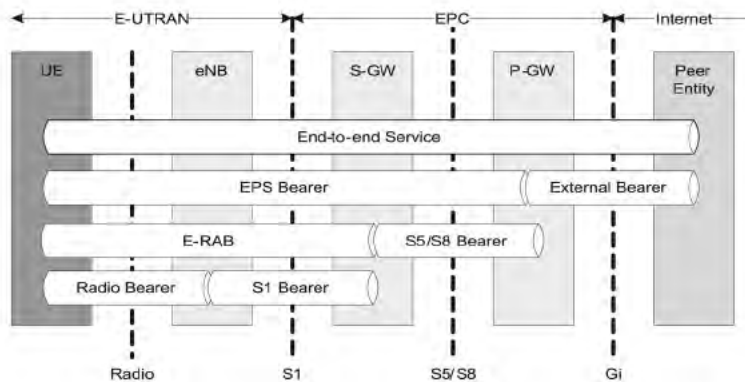 E-UTRAN EPC Internet
UE eNB S-GW P-GW Peer
Entity
End-to-end Service
EPS Bearer External Bearer
E-RAB S5/S8 Bearer
Radio Bearer S1 Bearer
Radio S1 S5/S8 Gi